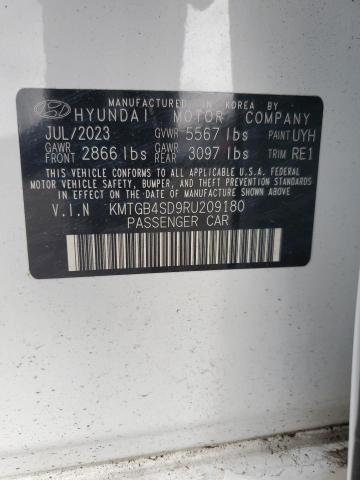 MANUFACTURED IN KOREA BY
HYUNDAI MOTOR COMPANY
JUL/2023 GVWR 5567 lbs PAINT UYH
GAWR FRONT 2866 lbs GAWR REAR 3097 lbs TRIM RE1
THIS VEHICLE CONFORMS TO ALL APPLICABLE U.S.A. FEDERAL
MOTOR VEHICLE SAFETY, BUMPER, AND THEFT PREVENTION
STANDARDS IN EFFECT ON THE DATE OF MANUFACTURE SHOWN ABOVE
V.I.N KMTGB4SD9RU209180
PASSENGER CAR